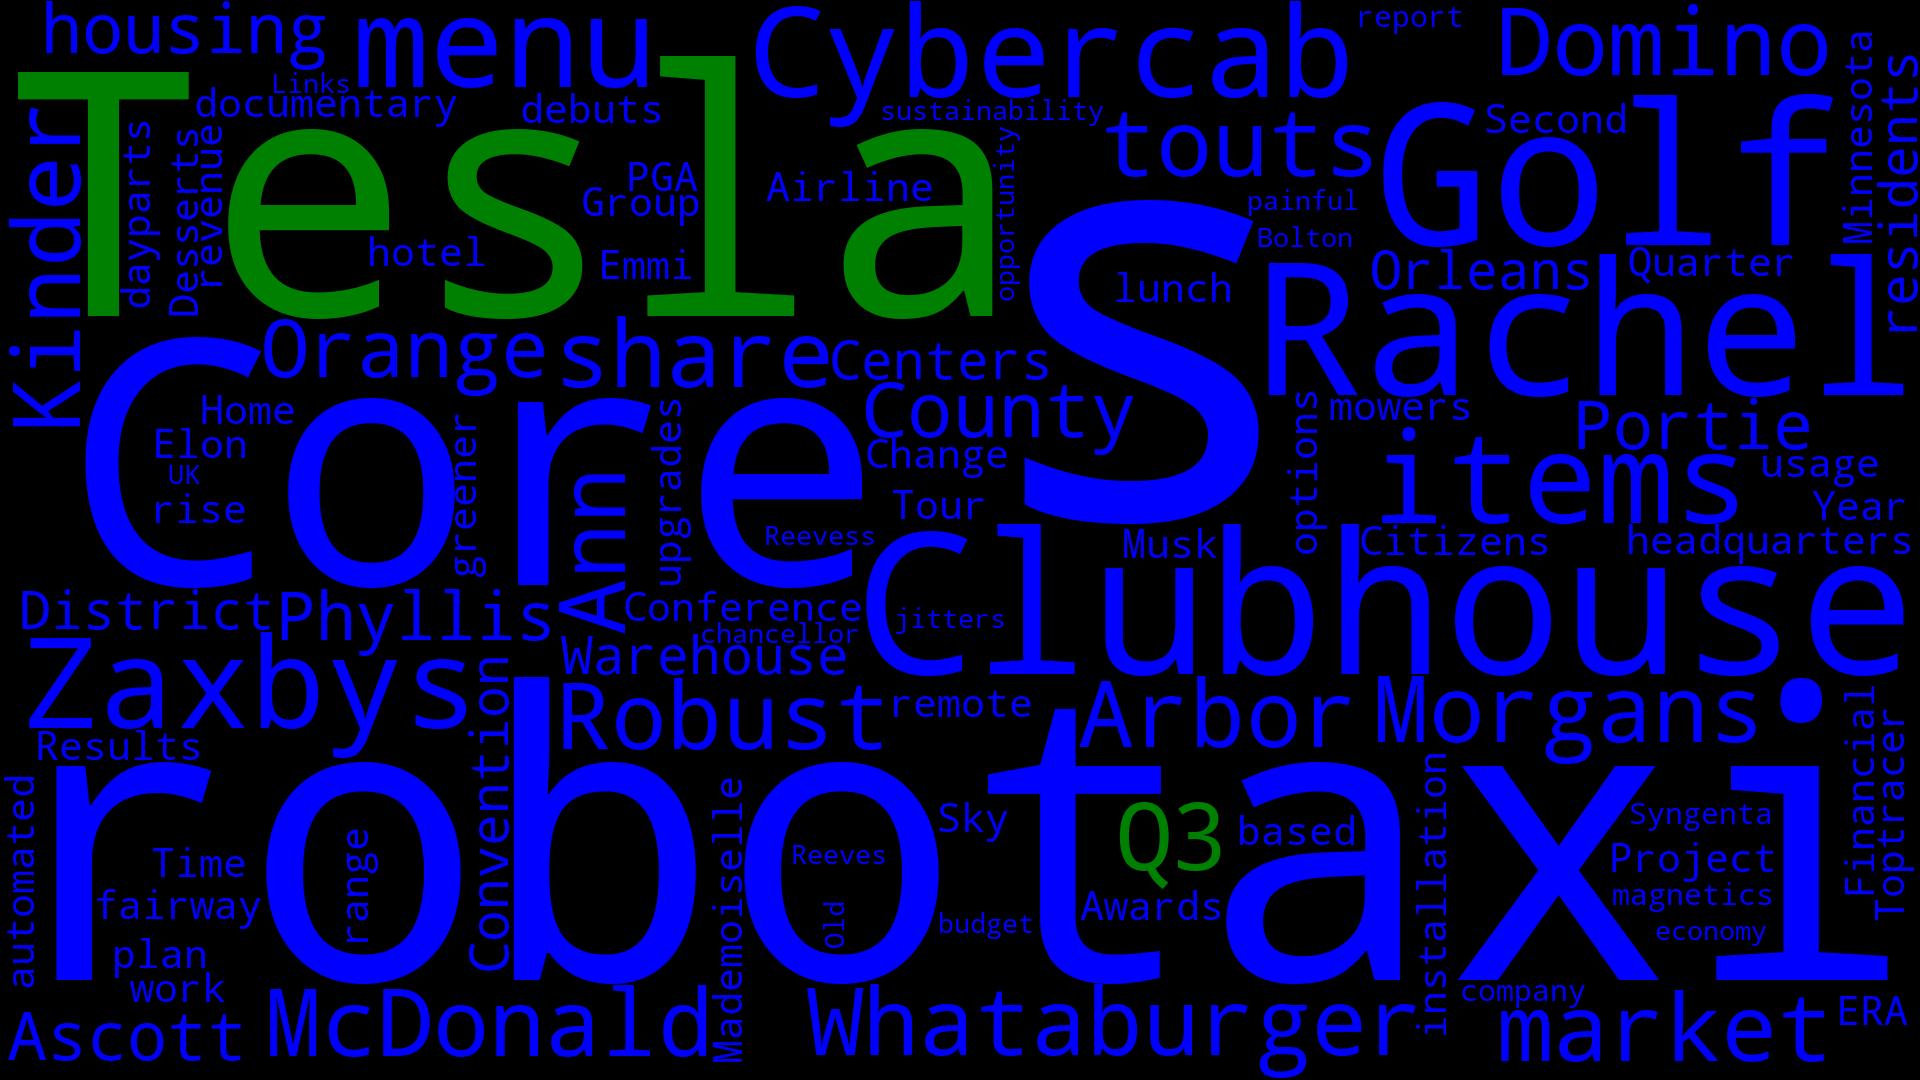 housing
menu
Cybercab
report
Domino
Minnesota
residents
Links
documentary
debuts
sustainability
touts
Golf
Second
Kinder
Tesla
dayparts
Desserts
revenue
hotel
PGA
Group
Emmi
Airline
opportunity
s
painful
Bolton
lunch
Rachel
Orleans
Quarter
Orange
share
Centers
County
Change
Core
Home
Elon
UK
rise
greener
Ann
upgrades
Reevess
Tour
options
mowers
Portie
items
usage
Year
Musk
Citizens
headquarters
Clubhouse
District
Phyllis
Conference
chancellor
jitters
Warehouse
Zaxbys
Convention
Robust
remote
Arbor
Morgans
Results
robotaxi
automated
Time
fairway
range
plan
work
Mademoiselle
Reeves
Old
Sky
budget
Q3
based
Awards
installation
Syngenta
Project
magnetics
economy
Financial
Toptracer
Ascott
McDonald
Whataburger
company
market
ERA